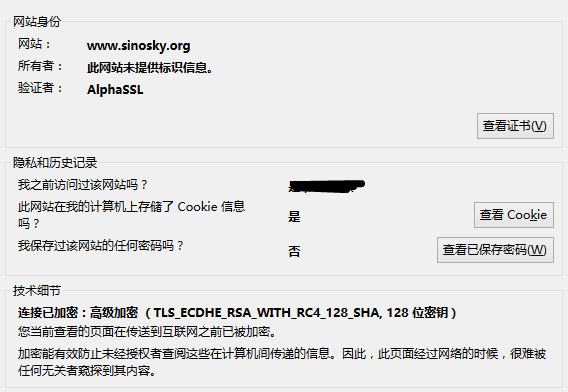 网站身份
网站： www.sinosky.org
所有者： 此网站未提供标识信息。
验证者： AlphaSSL
查看证书(V)
隐私和历史记录
我之前访问过该网站吗？
此网站在我的计算机上存储了 Cookie 信息
吗？ 是 查看 Cookie
我保存过该网站的任何密码吗？ 否 查看已保存密码(W)
技术细节
连接已加密：高级加密（TLS_ECDHE_RSA_WITH_RC4_128_SHA, 128 位密钥）
您当前查看的页面在传送到互联网之前已被加密。
加密能有效防止未经授权者查阅这些在计算机间传递的信息。因此，此页面经过网络的时候，很难被
任何无关者窥探到其内容。